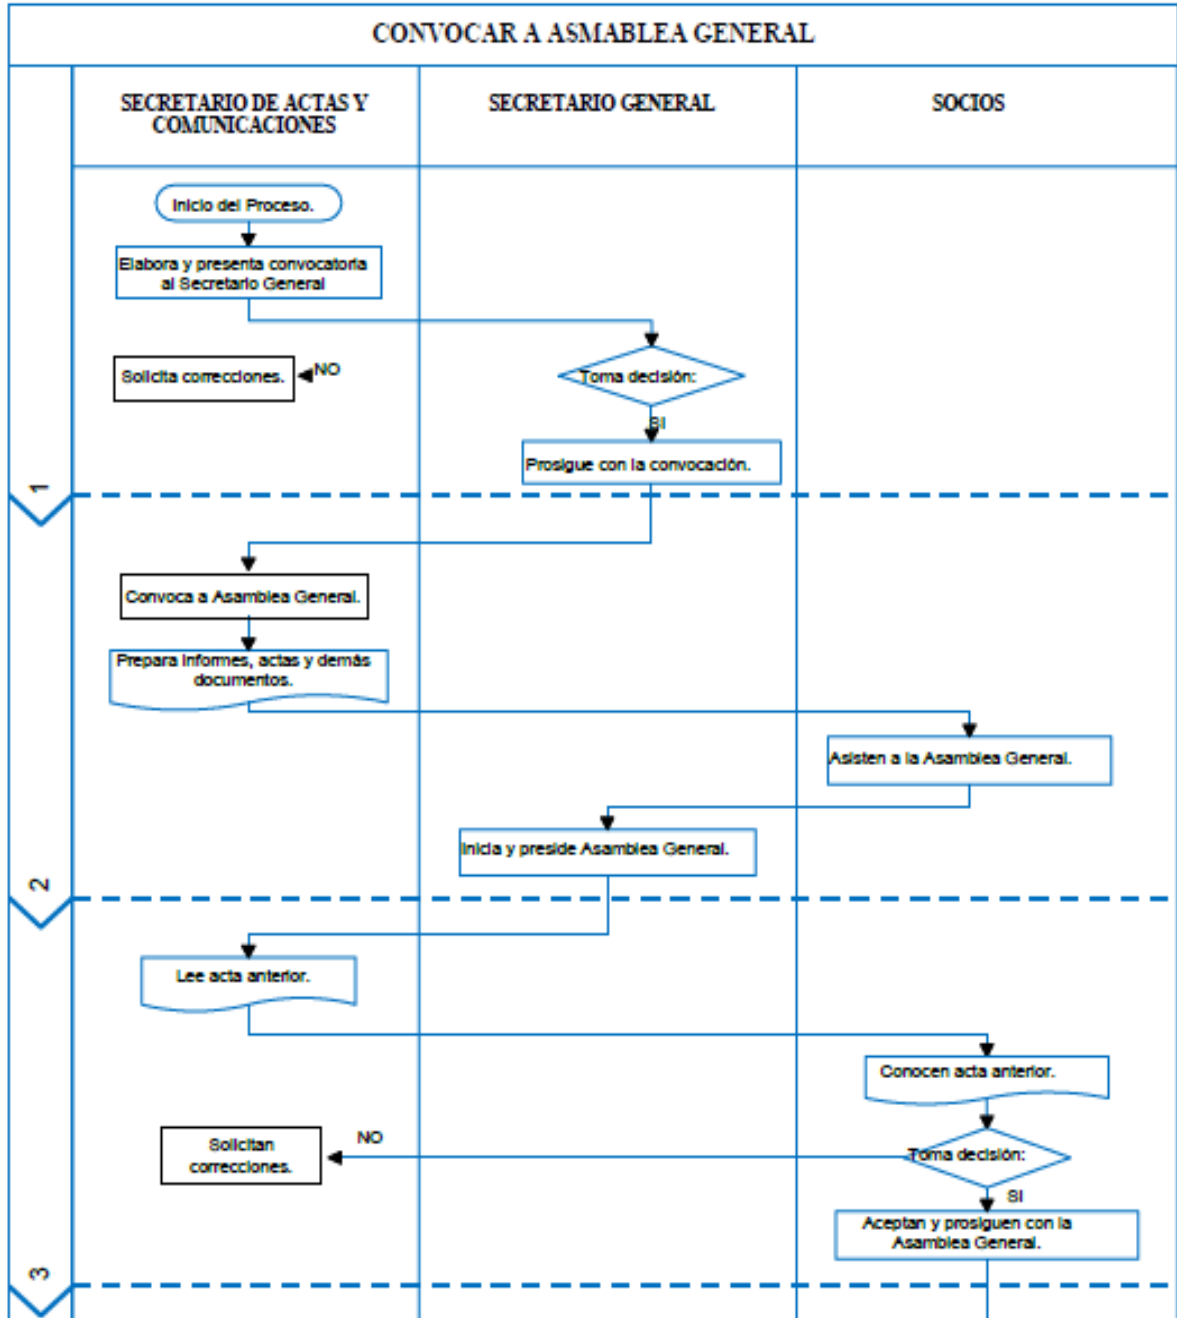 CONVOCAR A ASMABLEA GENERAL
SECRETARIO DE ACTAS Y
COMUNICACIONES
SECRETARIO GENERAL
SOCIOS
Inicio del Proceso.
Elabora y presenta convocatoria
al Secretario General
Solicita correcciones.
NO
Toma decisión:
SI
Prosigue con la convocación.
1
Convoca a Asamblea General.
Prepara informes, actas y demás
documentos.
Asisten a la Asamblea General.
Inicia y preside Asamblea General.
2
Lee acta anterior.
Conocen acta anterior.
Solicitan
correcciones.
NO
Toma decisión:
SI
Aceptan y prosiguen con la
Asamblea General.
3